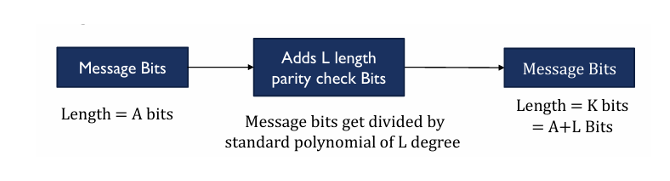 Message Bits
Length = A bits
Adds L length
parity check Bits
Message bits get divided by
standard polynomial of L degree
Message Bits
Length = K bits
= A+L Bits